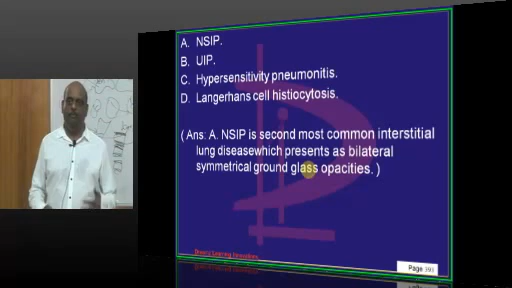 A. NSIP.
B. UIP.
C. Hypersensitivity pneumonitis.
D. Langerhans cell histiocytosis.
( Ans: A. NSIP is second most common interstitial
lung diseasewhich presents as bilateral
symmetrical ground glass opacities. )
Page 393